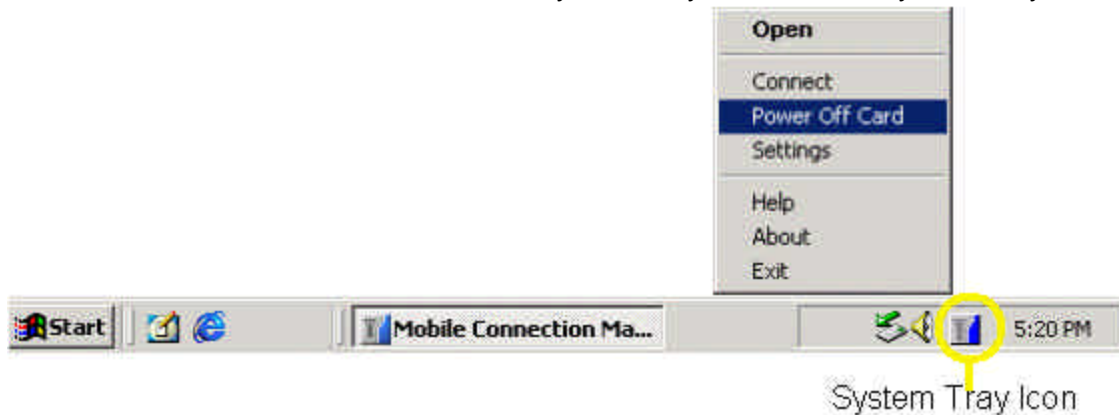 Open
Connect
Power Off Card
Settings
Help
About
Exit
Start Mobile Connection Ma... 5:20 PM
System Tray Icon